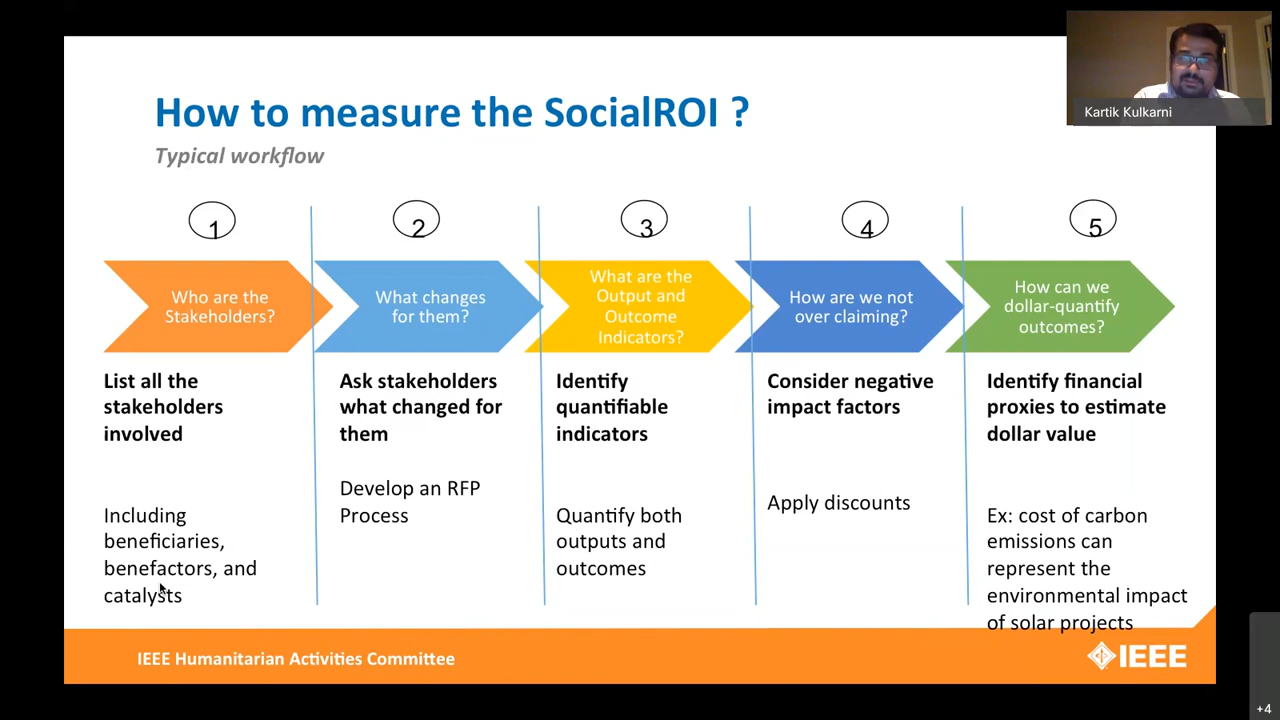 Kartik Kulkarni
How to measure the SocialROI ?
Typical workflow
1
2
3
4
5
Who are the
Stakeholders?
What changes
for them?
What are the
Output and
Outcome
Indicators?
How are we not
over claiming?
How can we
dollar-quantify
outcomes?
List all the
stakeholders
involved
Including
beneficiaries,
benefactors, and
catalysts
Ask stakeholders
what changed for
them
Develop an RFP
Process
Identify
quantifiable
indicators
Quantify both
outputs and
outcomes
Consider negative
impact factors
Apply discounts
Identify financial
proxies to estimate
dollar value
Ex: cost of carbon
emissions can
represent the
environmental impact
of solar projects
IEEE Humanitarian Activities Committee
IEEE
+4